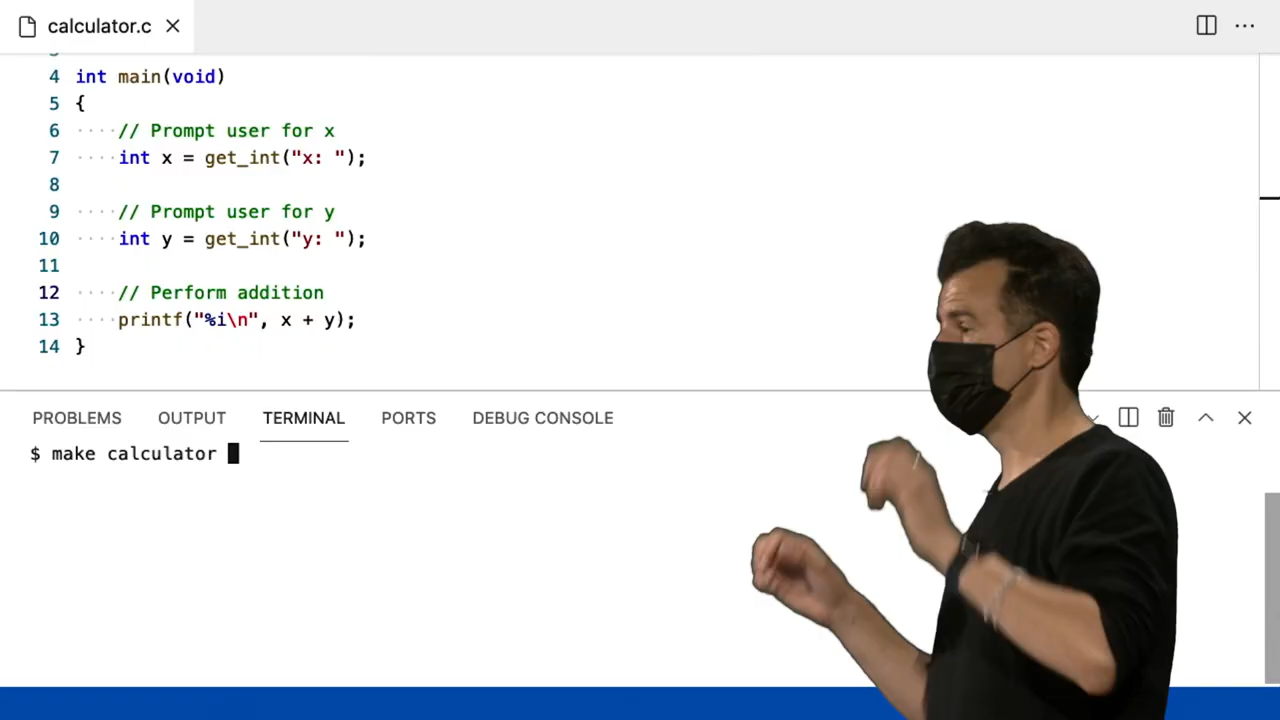 calculator.c
4 int main(void)
5 {
6 ····// Prompt user for x
7 ····int x = get_int("x: ");
8
9 ····// Prompt user for y
10 ····int y = get_int("y: ");
11
12 ····// Perform addition
13 ····printf("%i\n", x + y);
14 }
PROBLEMS OUTPUT TERMINAL PORTS DEBUG CONSOLE
$ make calculator